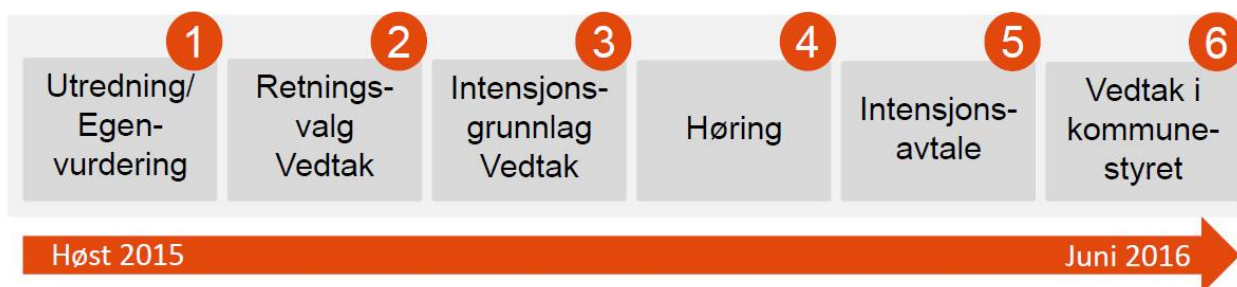 1
Utredning/
Egen-
vurdering
2
Retnings-
valg
Vedtak
3
Intensjons-
grunnlag
Vedtak
4
Høring
5
Intensjons-
avtale
6
Vedtak i
kommune-
styret
Høst 2015
Juni 2016